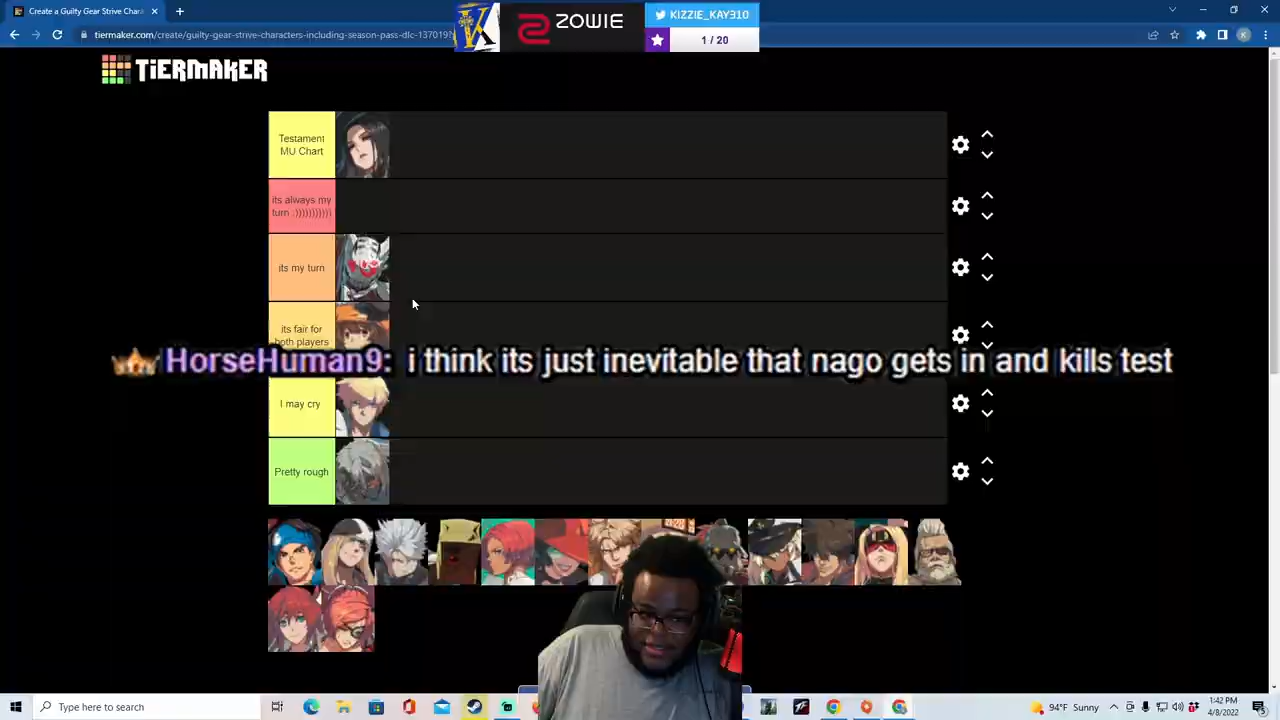 Create a Guilty Gear Strive Chara
ZOWIE
KIZZIE_KAY310
1 / 20
tiermaker.com/create/guilty-gear-strive-characters-including-season-pass-dlc-137019
TiERMAKER
Testament
MU Chart
its always my
turn :))))))))))))
its my turn
its fair for
both players
HorseHuman9: i think its just inevitable that nago gets in and kills test
I may cry
Pretty rough
Type here to search
94°F Sunny
1:42 PM
4/8/2022